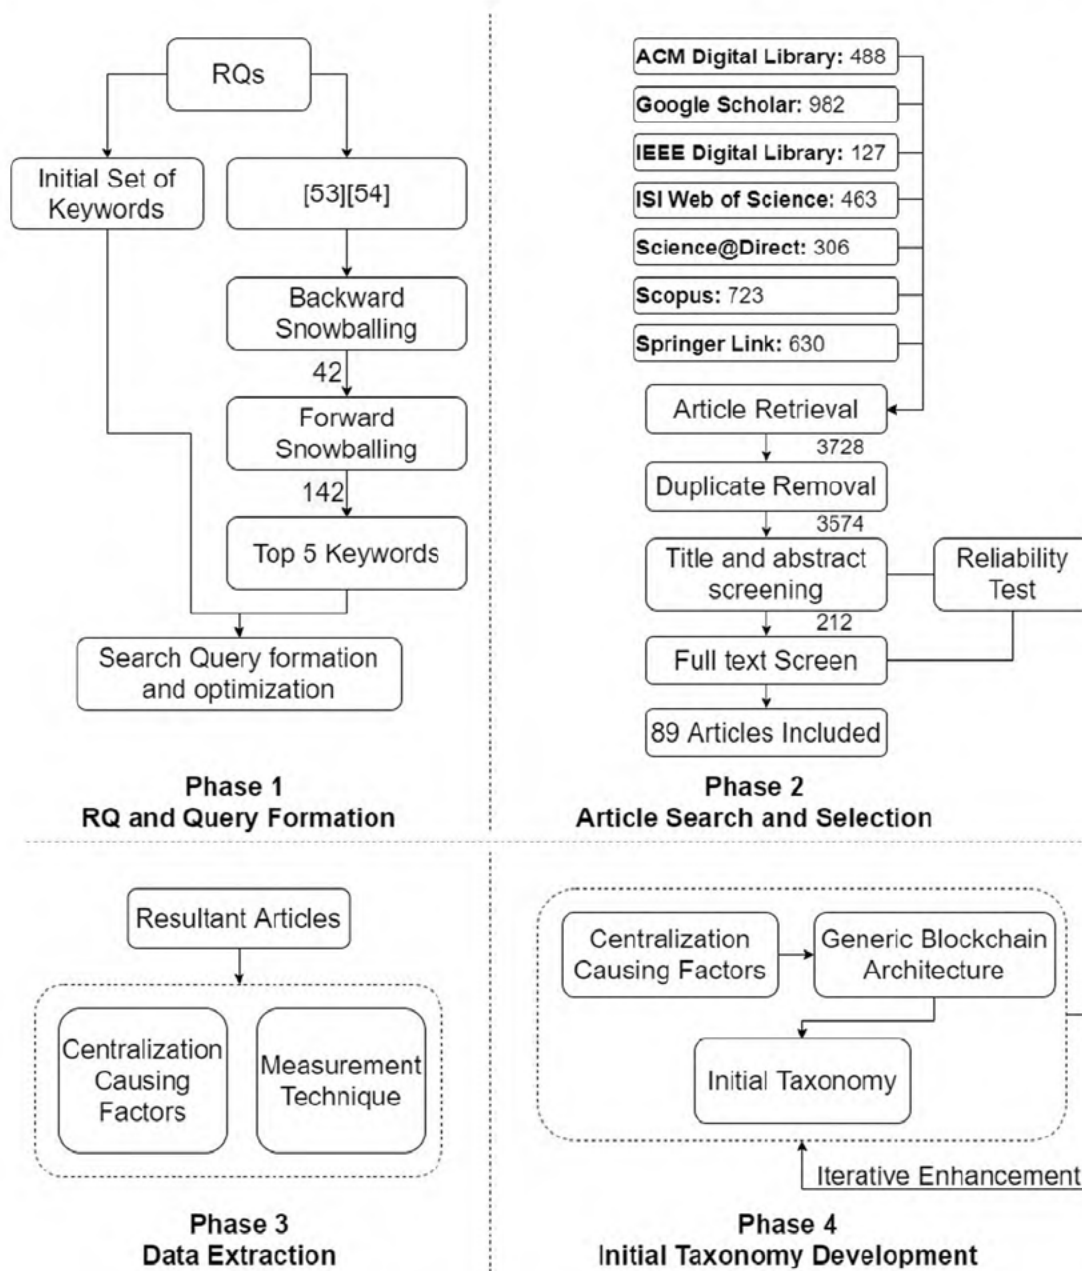 RQs
Initial Set of
Keywords
[53][54]
Backward
Snowballing
42
Forward
Snowballing
142
Top 5 Keywords
Search Query formation
and optimization
Phase 1
RQ and Query Formation
ACM Digital Library: 488
Google Scholar: 982
IEEE Digital Library: 127
ISI Web of Science: 463
Science@Direct: 306
Scopus: 723
Springer Link: 630
Article Retrieval
3728
Duplicate Removal
3574
Title and abstract
screening
Reliability
Test
212
Full text Screen
89 Articles Included
Phase 2
Article Search and Selection
Resultant Articles
Centralization
Causing
Factors
Measurement
Technique
Phase 3
Data Extraction
Centralization
Causing Factors
Generic Blockchain
Architecture
Initial Taxonomy
Iterative Enhancement
Phase 4
Initial Taxonomy Development